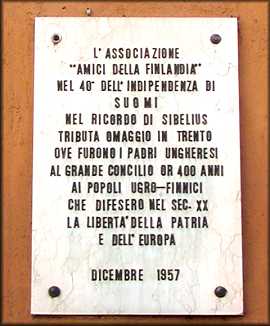 L'ASSOCIAZIONE
"AMICI DELLA FINLANDIA"
NEL 40° DELL'INDIPENDENZA DI
SUOMI
NEL RICORDO DI SIBELIUS
TRIBUTA OMAGGIO IN TRENTO
OVE FURONO I PADRI UNGHERESI
AL GRANDE CONCILIO OR 400 ANNI
AI POPOLI UGRO-FINNICI
CHE DIFESERO NEL SEC. XX
LA LIBERTA' DELLA PATRIA
E DELL'EUROPA
DICEMBRE 1957